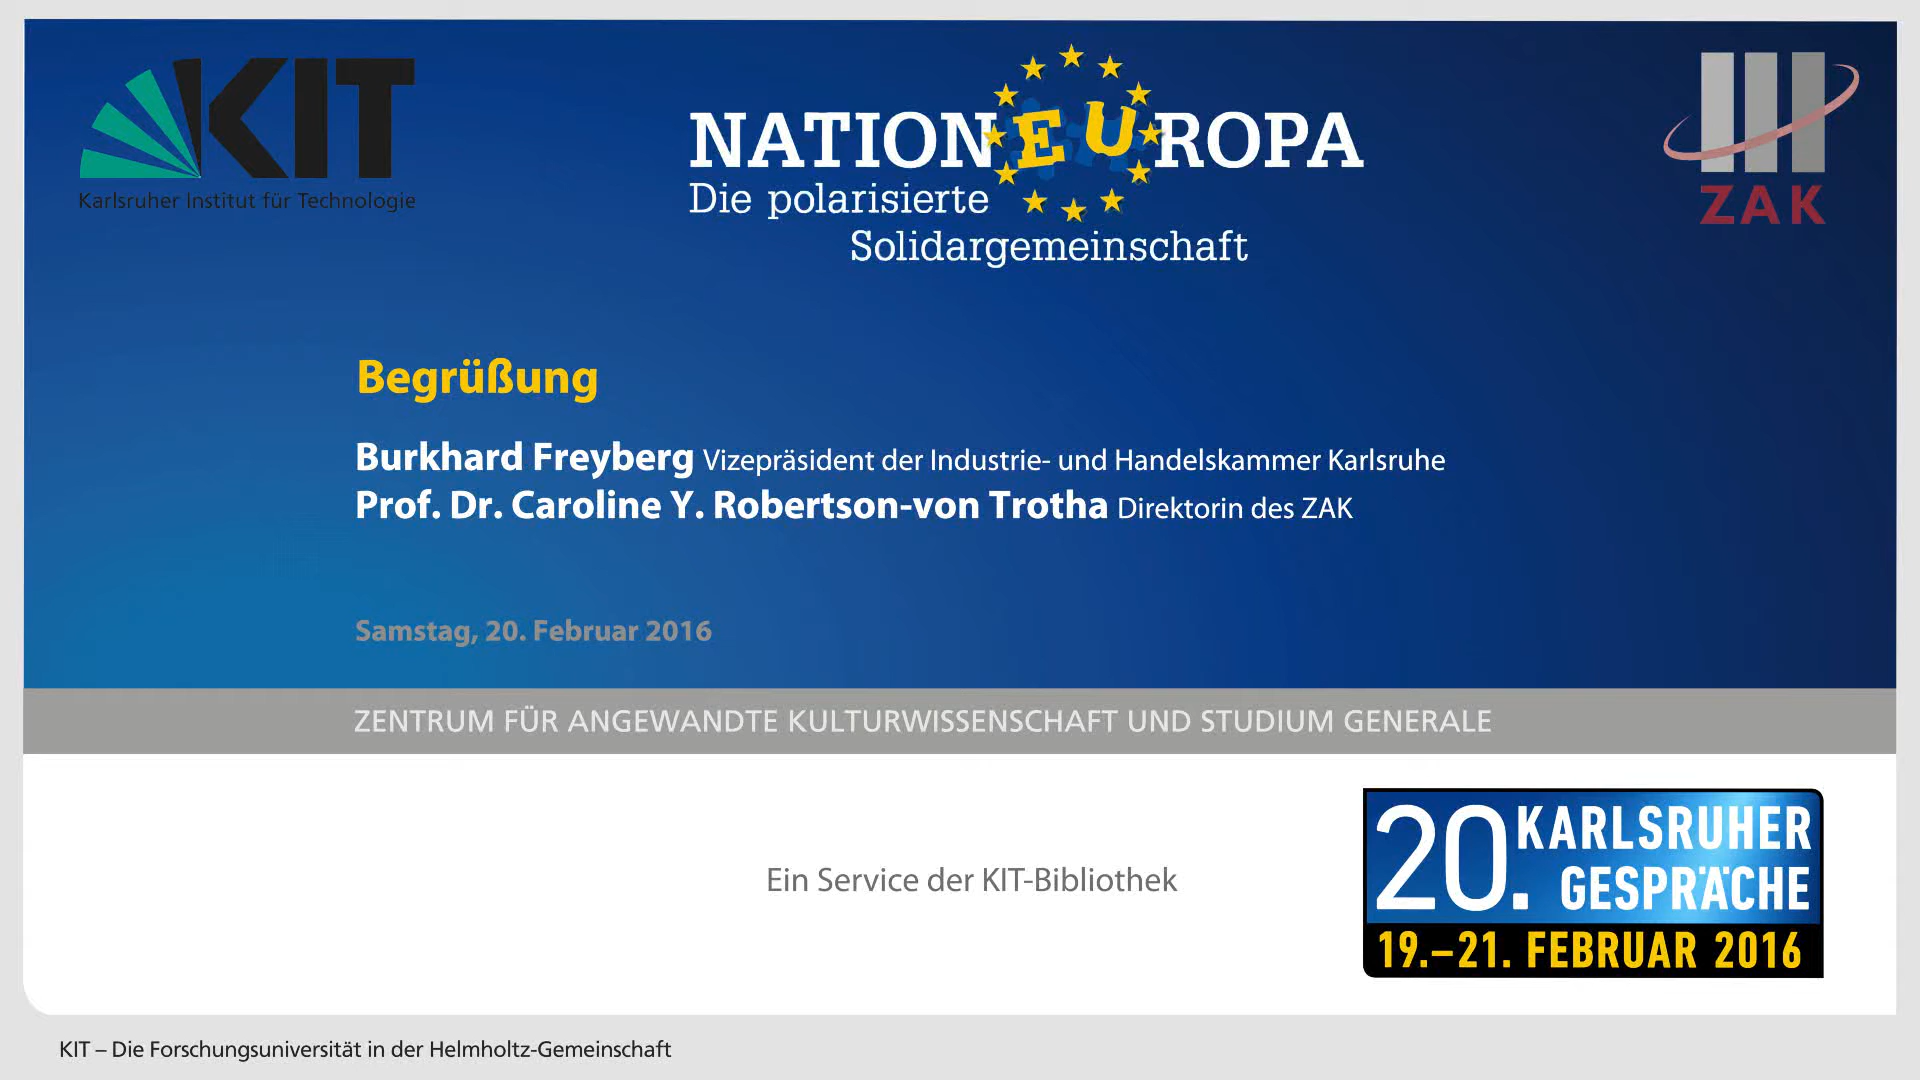 KIT
Karlsruher Institut für Technologie
NATIONEUROPA
Die polarisierte
Solidargemeinschaft
ZAK
Begrüßung
Burkhard Freyberg Vizepräsident der Industrie- und Handelskammer Karlsruhe
Prof. Dr. Caroline Y. Robertson-von Trotha Direktorin des ZAK
Samstag, 20. Februar 2016
ZENTRUM FÜR ANGEWANDTE KULTURWISSENSCHAFT UND STUDIUM GENERALE
Ein Service der KIT-Bibliothek
20. KARLSRUHER
GESPRÄCHE
19.–21. FEBRUAR 2016
KIT – Die Forschungsuniversität in der Helmholtz-Gemeinschaft